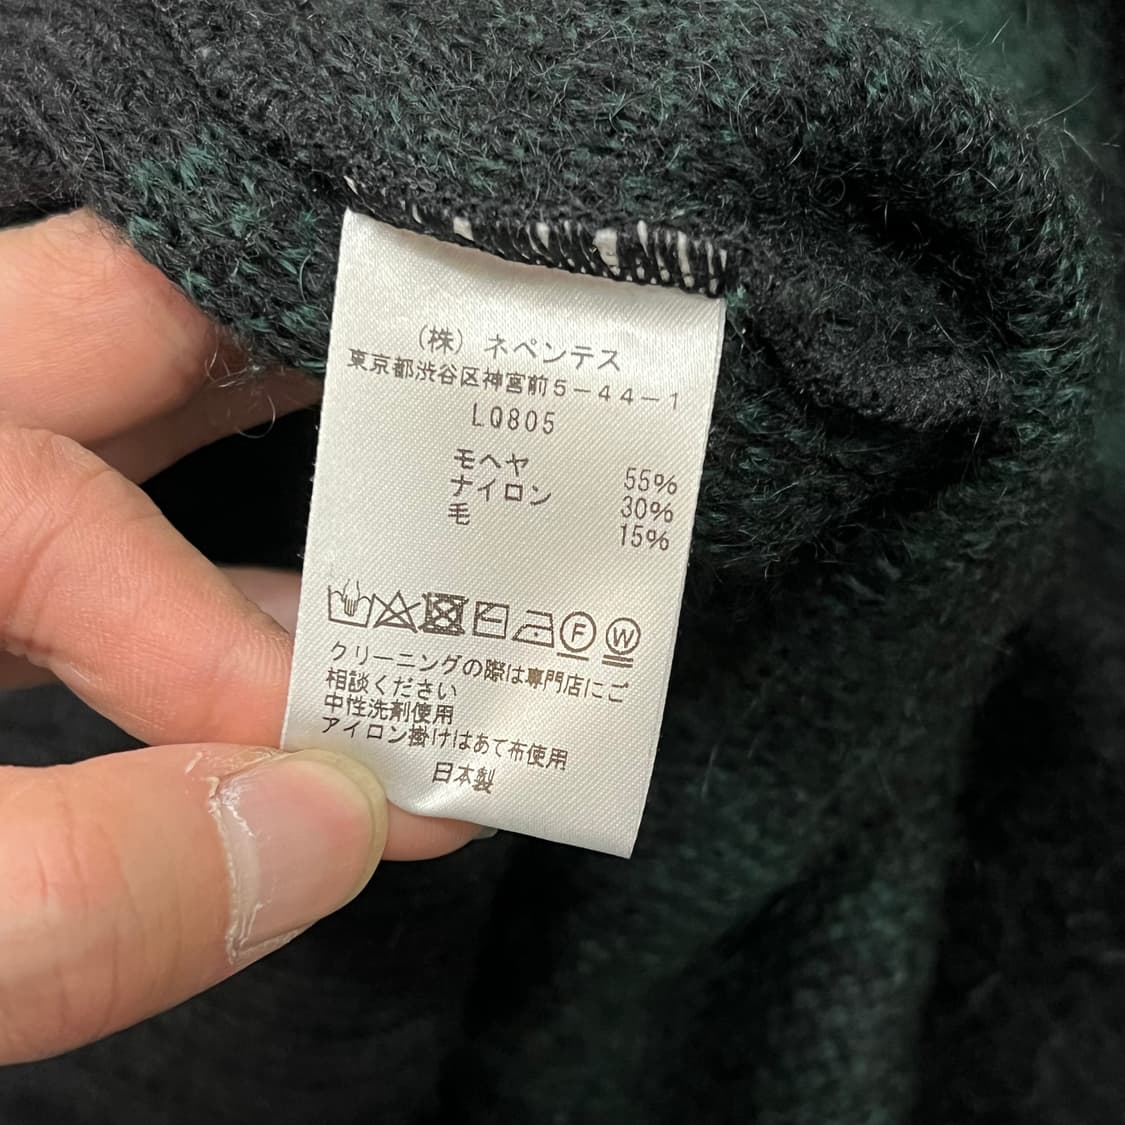 （株）ネペンテス
東京都渋谷区神宮前５－４４－１
LQ805
モヘヤ 55%
ナイロン 30%
毛 15%
F W
クリーニングの際は専門店にご
相談ください
中性洗剤使用
アイロン掛けはあて布使用
日本製